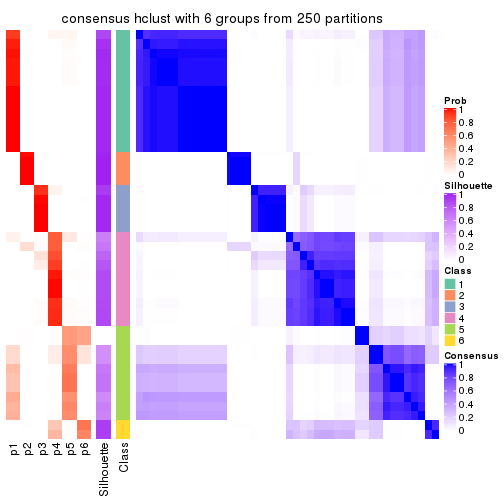 consensus hclust with 6 groups from 250 partitions
Prob
1
0.8
0.6
0.4
0.2
0
Silhouette
1
0.8
0.6
0.4
0.2
0
Class
1
2
3
4
5
6
Consensus
1
0.8
0.6
0.4
0.2
0
p1
p2
p3
p4
p5
p6
Silhouette
Class